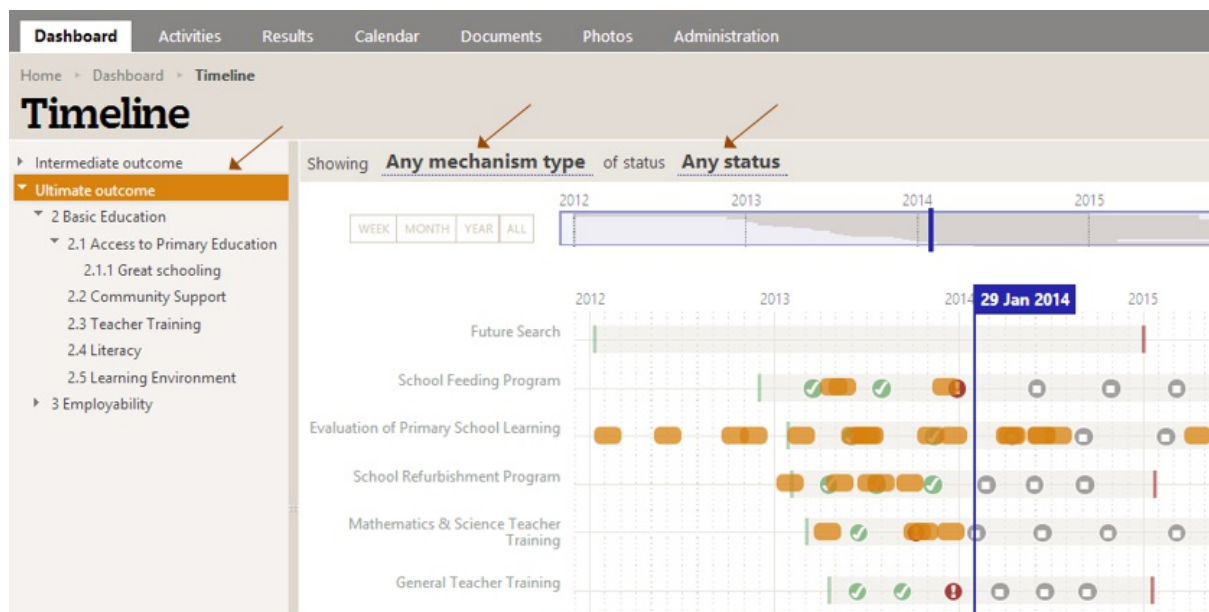 Dashboard Activities Results Calendar Documents Photos Administration
Home Dashboard Timeline
Timeline
Intermediate outcome
Ultimate outcome
2 Basic Education
2.1 Access to Primary Education
2.1.1 Great schooling
2.2 Community Support
2.3 Teacher Training
2.4 Literacy
2.5 Learning Environment
3 Employability
Showing Any mechanism type of status Any status
2012 2013 2014 2015
WEEK MONTH YEAR ALL
2012 2013 2014 29 Jan 2014 2015
Future Search
School Feeding Program
Evaluation of Primary School Learning
School Refurbishment Program
Mathematics & Science Teacher
Training
General Teacher Training